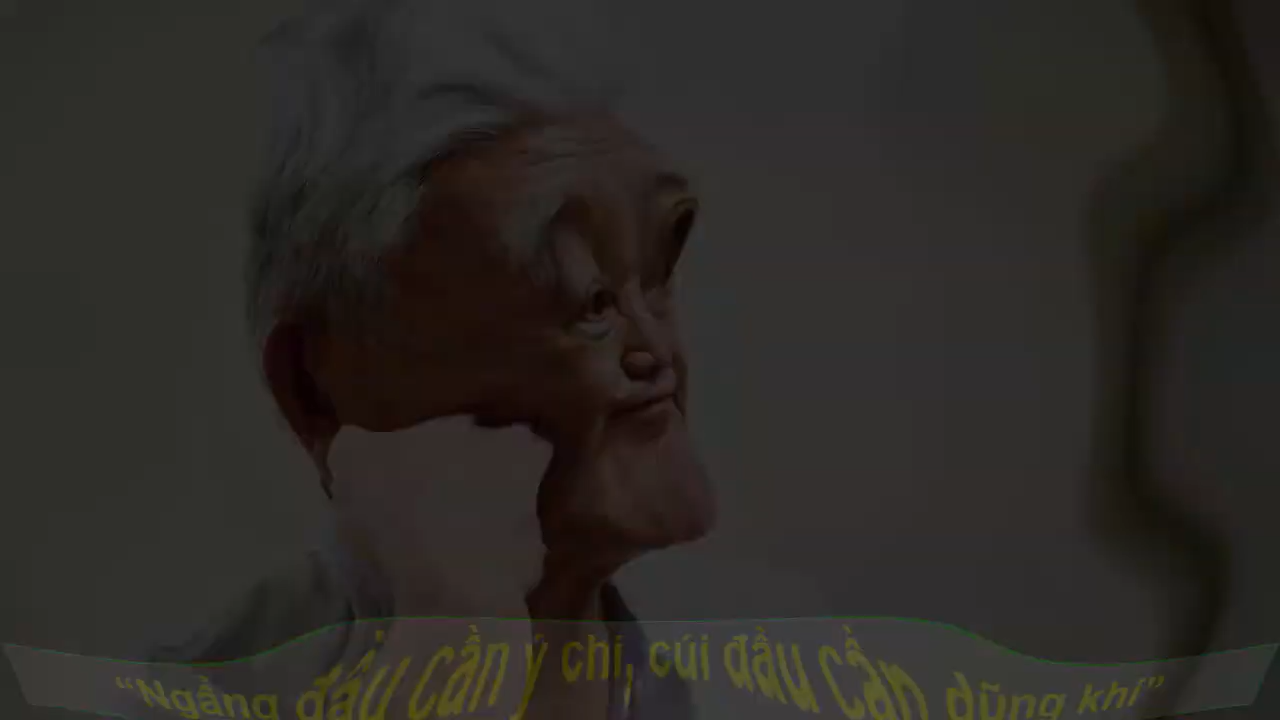 “Ngẩng đầu cần ý chí, cúi đầu cần dũng khí”